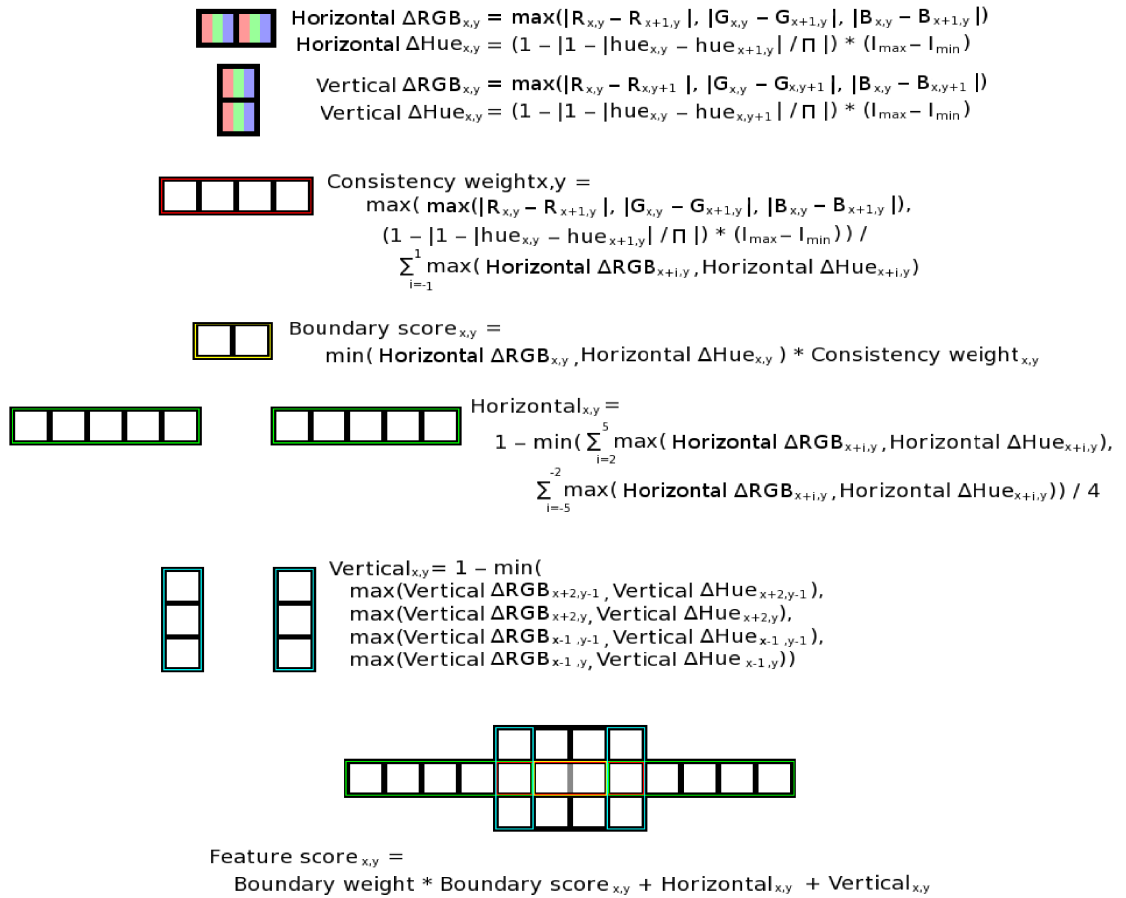 Horizontal ΔRGBx,y = max(|Rx,y – Rx+1,y |, |Gx,y – Gx+1,y|, |Bx,y – Bx+1,y |)
Horizontal ΔHuex,y = (1 – |1 – |huex,y – huex+1,y| / Π |) * (Imax – Imin)
Vertical ΔRGBx,y = max(|Rx,y – Rx,y+1 |, |Gx,y – Gx,y+1 |, |Bx,y – Bx,y+1 |)
Vertical ΔHuex,y = (1 – |1 – |huex,y – huex,y+1 | / Π |) * (Imax – Imin)
Consistency weightx,y =
max( max(|Rx,y – Rx+1,y |, |Gx,y – Gx+1,y|, |Bx,y – Bx+1,y |),
(1 – |1 – |huex,y – huex+1,y| / Π |) * (Imax – Imin) ) /
∑ i=-1 1 max( Horizontal ΔRGBx+i,y ,Horizontal ΔHuex+i,y)
Boundary score x,y =
min( Horizontal ΔRGBx,y ,Horizontal ΔHuex,y ) * Consistency weight x,y
Horizontalx,y =
1 – min( ∑ i=2 5 max( Horizontal ΔRGBx+i,y ,Horizontal ΔHuex+i,y),
∑ i=-5 -2 max( Horizontal ΔRGBx+i,y ,Horizontal ΔHuex+i,y)) / 4
Verticalx,y= 1 – min(
max(Vertical ΔRGBx+2,y-1 ,Vertical ΔHuex+2,y-1),
max(Vertical ΔRGBx+2,y,Vertical ΔHuex+2,y),
max(Vertical ΔRGBx-1 ,y-1 ,Vertical ΔHuex-1 ,y-1 ),
max(Vertical ΔRGBx-1 ,y,Vertical ΔHue x-1 ,y))
Feature score x,y =
Boundary weight * Boundary score x,y + Horizontalx,y + Verticalx,y